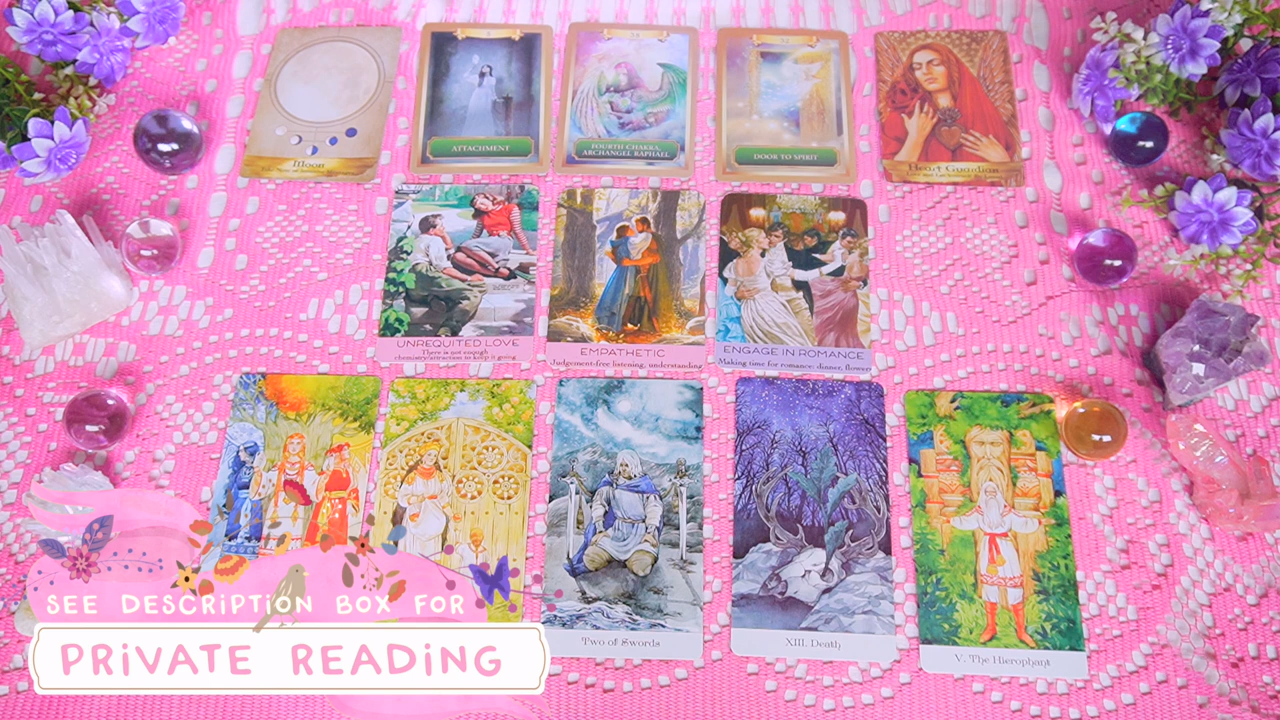 Moon
5
ATTACHMENT
FOURTH CHAKRA,
ARCHANGEL RAPHAEL
DOOR TO SPIRIT
Heart Guardian
UNREQUITED LOVE
There is not enough
chemistry/attraction to keep it going
EMPATHETIC
Judgement-free listening, understanding
ENGAGE IN ROMANCE
Making time for romance: dinner, flowers
SEE DESCRIPTION BOX FOR
PRIVATE READING
Two of Swords
XIII. Death
V. The Hierophant